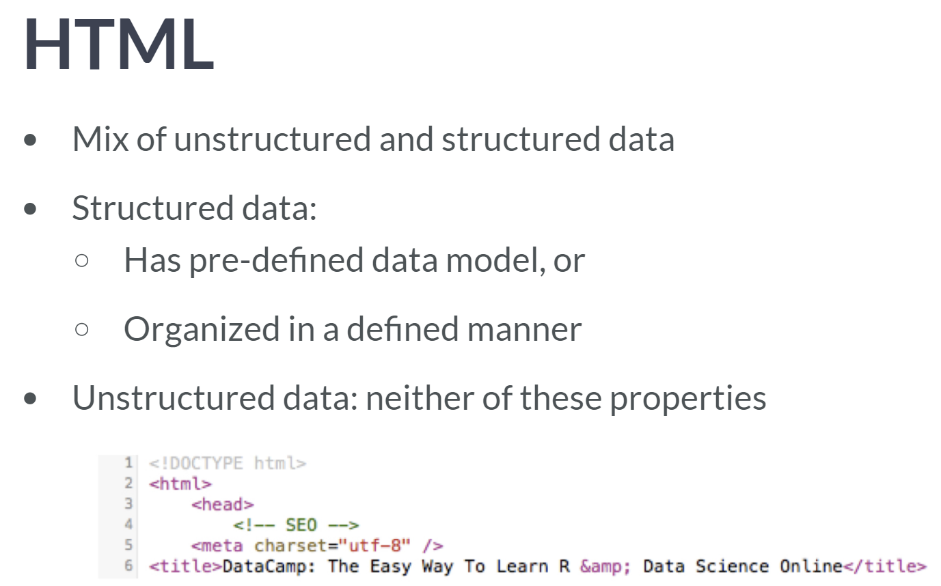 HTML
• Mix of unstructured and structured data
• Structured data:
○ Has pre-defined data model, or
○ Organized in a defined manner
• Unstructured data: neither of these properties
1 <!DOCTYPE html>
2 <html>
3     <head>
4         <!-- SEO -->
5     <meta charset="utf-8" />
6 <title>DataCamp: The Easy Way To Learn R &amp; Data Science Online</title>